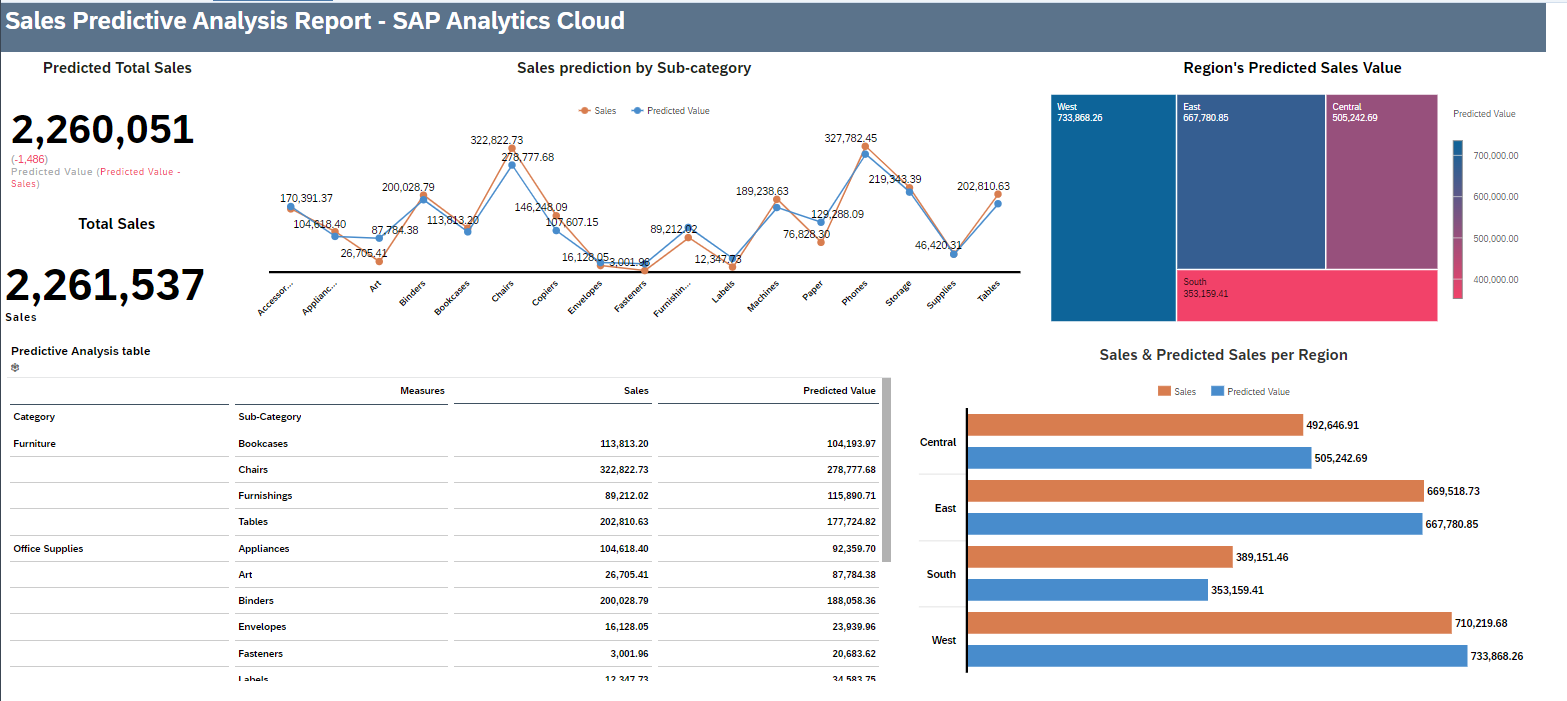 Sales Predictive Analysis Report - SAP Analytics Cloud
Predicted Total Sales
2,260,051
(-1,486)
Predicted Value (Predicted Value -
Sales)
Total Sales
2,261,537
Sales
Sales prediction by Sub-category
Sales Predicted Value
170,391.37
104,618.40
26,705.41
87,784.38
200,028.79
113,813.20
322,822.73
278,777.68
146,248.09
107,607.15
16,128.05
3,001.96
89,212.02
12,347.73
189,238.63
76,828.30
129,288.09
327,782.45
219,343.39
46,420.31
202,810.63
Accessor...
Applianc...
Art
Binders
Bookcases
Chairs
Copiers
Envelopes
Fasteners
Furnishin...
Labels
Machines
Paper
Phones
Storage
Supplies
Tables
Region's Predicted Sales Value
West
733,868.26
East
667,780.85
Central
505,242.69
South
353,159.41
Predicted Value
700,000.00
600,000.00
500,000.00
400,000.00
Predictive Analysis table
Measures Sales Predicted Value
Category Sub-Category
Furniture Bookcases 113,813.20 104,193.97
Chairs 322,822.73 278,777.68
Furnishings 89,212.02 115,890.71
Tables 202,810.63 177,724.82
Office Supplies Appliances 104,618.40 92,359.70
Art 26,705.41 87,784.38
Binders 200,028.79 188,058.36
Envelopes 16,128.05 23,939.96
Fasteners 3,001.96 20,683.62
Labels 12,347.73 34,583.75
Sales & Predicted Sales per Region
Sales Predicted Value
Central
492,646.91
505,242.69
East
669,518.73
667,780.85
South
389,151.46
353,159.41
West
710,219.68
733,868.26